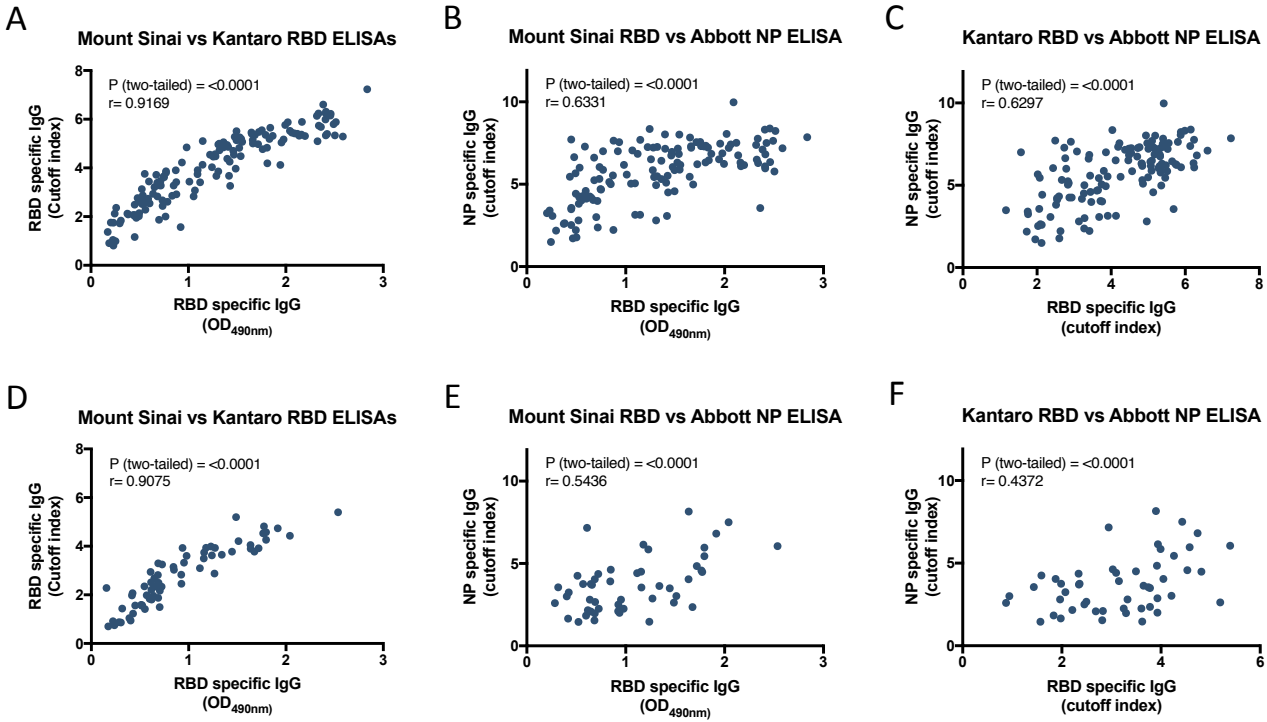 A
Mount Sinai vs Kantaro RBD ELISAs
P (two-tailed) = <0.0001
r= 0.9169
8
6
4
2
0
RBD specific IgG
(Cutoff index)
0
1
2
3
RBD specific IgG
(OD490nm)
B
Mount Sinai RBD vs Abbott NP ELISA
P (two-tailed) = <0.0001
r= 0.6331
10
5
0
NP specific IgG
(cutoff index)
0
1
2
3
RBD specific IgG
(OD490nm)
C
Kantaro RBD vs Abbott NP ELISA
P (two-tailed) = <0.0001
r= 0.6297
10
5
0
NP specific IgG
(cutoff index)
0
2
4
6
8
RBD specific IgG
(cutoff index)
D
Mount Sinai vs Kantaro RBD ELISAs
P (two-tailed) = <0.0001
r= 0.9075
8
6
4
2
0
RBD specific IgG
(Cutoff index)
0
1
2
3
RBD specific IgG
(OD490nm)
E
Mount Sinai RBD vs Abbott NP ELISA
P (two-tailed) = <0.0001
r= 0.5436
10
5
0
NP specific IgG
(cutoff index)
0
1
2
3
RBD specific IgG
(OD490nm)
F
Kantaro RBD vs Abbott NP ELISA
P (two-tailed) = <0.0001
r= 0.4372
10
5
0
NP specific IgG
(cutoff index)
0
2
4
6
RBD specific IgG
(cutoff index)